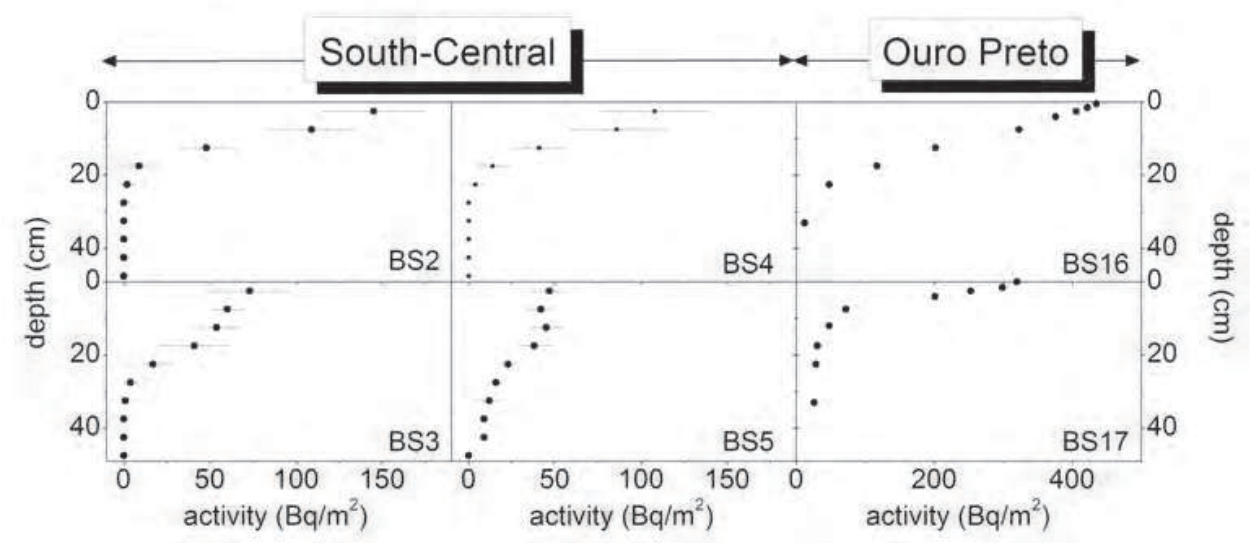 South-Central Ouro Preto
0 0
20 20
40 BS2 BS4 BS16 40
0 0
20 20
40 BS3 BS5 BS17 40
depth (cm)
depth (cm)
0 50 100 150 0 50 100 150 0 200 400
activity (Bq/m²) activity (Bq/m²) activity (Bq/m²)